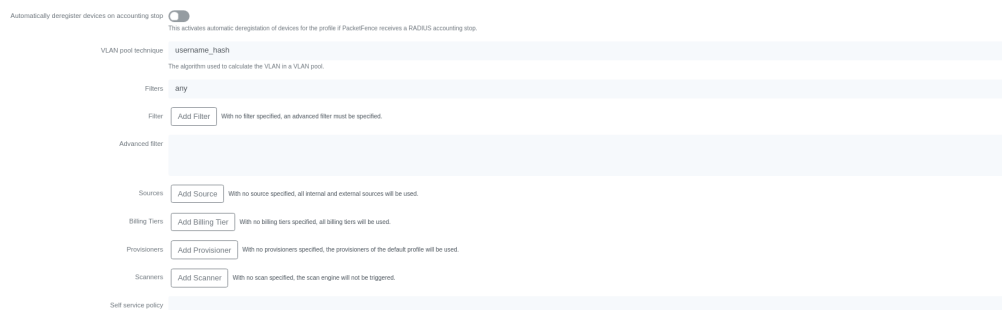 Automatically deregister devices on accounting stop
This activates automatic deregistation of devices for the profile if PacketFence receives a RADIUS accounting stop.
VLAN pool technique username_hash
The algorithm used to calculate the VLAN in a VLAN pool.
Filters any
Filter Add Filter With no filter specified, an advanced filter must be specified.
Advanced filter
Sources Add Source With no source specified, all internal and external sources will be used.
Billing Tiers Add Billing Tier With no billing tiers specified, all billing tiers will be used.
Provisioners Add Provisioner With no provisioners specified, the provisioners of the default profile will be used.
Scanners Add Scanner With no scan specified, the scan engine will not be triggered.
Self service policy